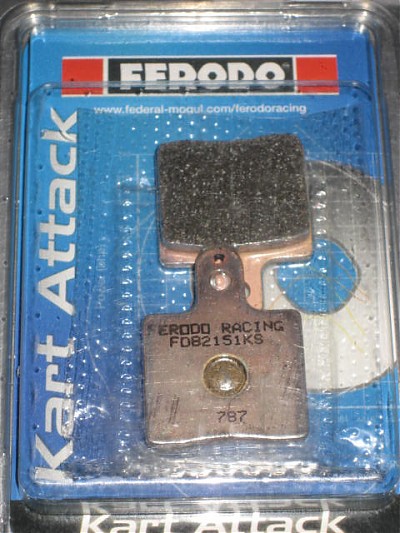 FERODO®
www.federal-mogul.com/ferodoracing
Kart Attack
FERODO RACING
FDB2151KS
787
Kart Attack